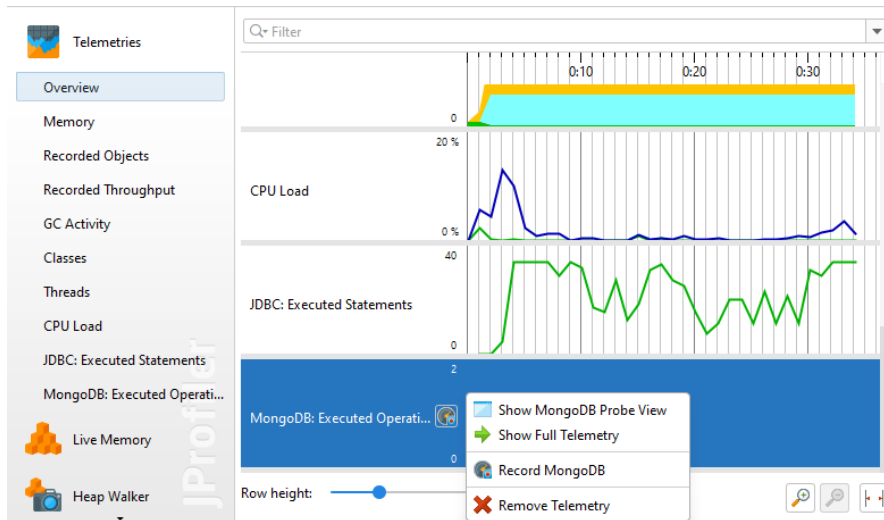 Telemetries
Overview
Memory
Recorded Objects
Recorded Throughput
GC Activity
Classes
Threads
CPU Load
JDBC: Executed Statements
MongoDB: Executed Operati...
Live Memory
Heap Walker
JProfiler
Filter
0:10 0:20 0:30
0
20 %
CPU Load
0 %
40
JDBC: Executed Statements
0
2
MongoDB: Executed Operati...
0
Show MongoDB Probe View
Show Full Telemetry
Record MongoDB
Remove Telemetry
Row height: